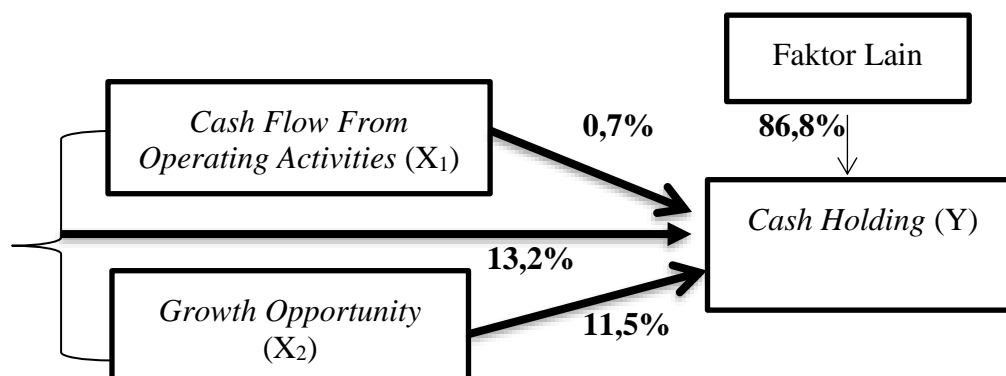 Faktor Lain
Cash Flow From
Operating Activities (X₁)
0,7%
86,8%
Cash Holding (Y)
13,2%
Growth Opportunity
(X₂)
11,5%